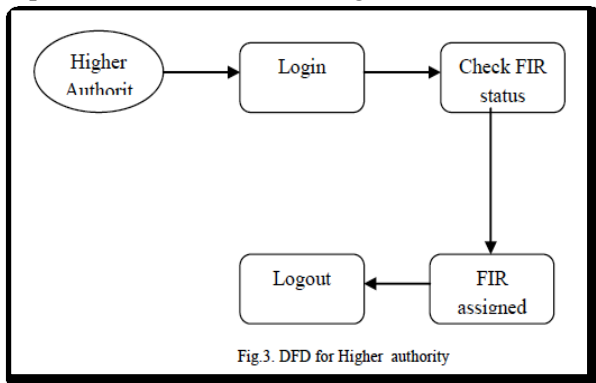 Higher
Authorit
Login
Check FIR
status
Logout
FIR
assigned
Fig.3. DFD for Higher authority